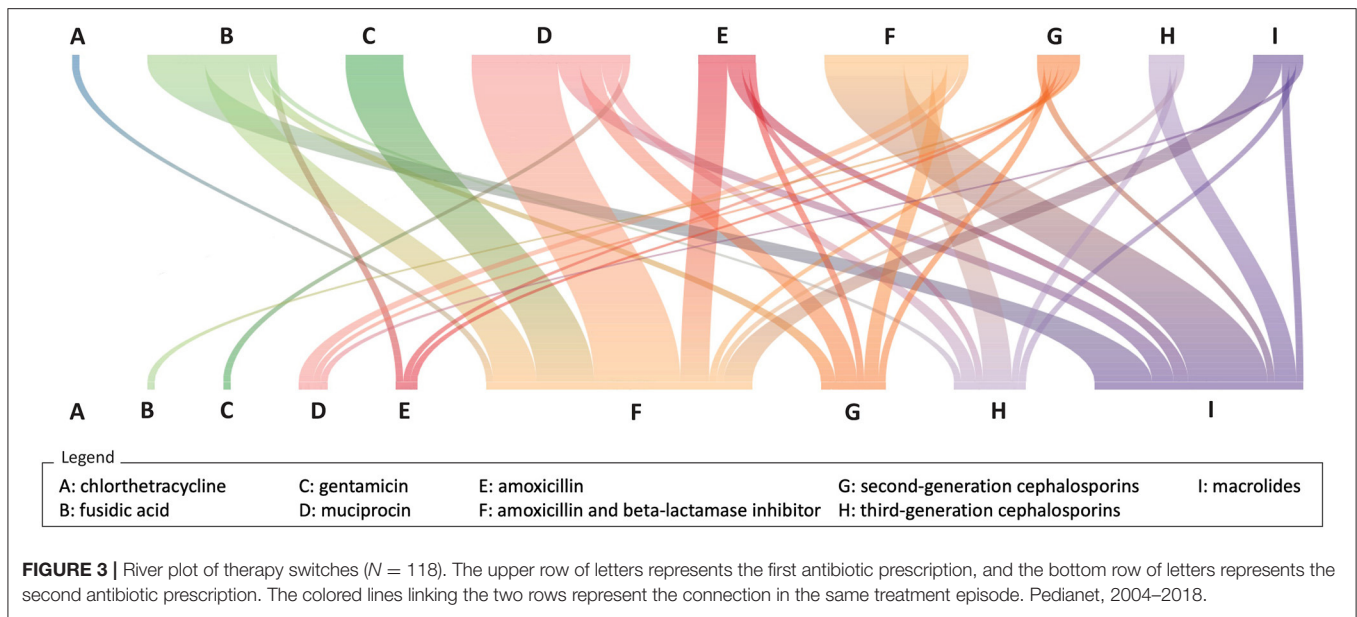 A B C D E F G H I
A B C D E F G H I
Legend
A: chlorthetracycline C: gentamicin E: amoxicillin G: second-generation cephalosporins I: macrolides
B: fusidic acid D: muciprocin F: amoxicillin and beta-lactamase inhibitor H: third-generation cephalosporins
FIGURE 3 | River plot of therapy switches (N = 118). The upper row of letters represents the first antibiotic prescription, and the bottom row of letters represents the
second antibiotic prescription. The colored lines linking the two rows represent the connection in the same treatment episode. Pedianet, 2004–2018.